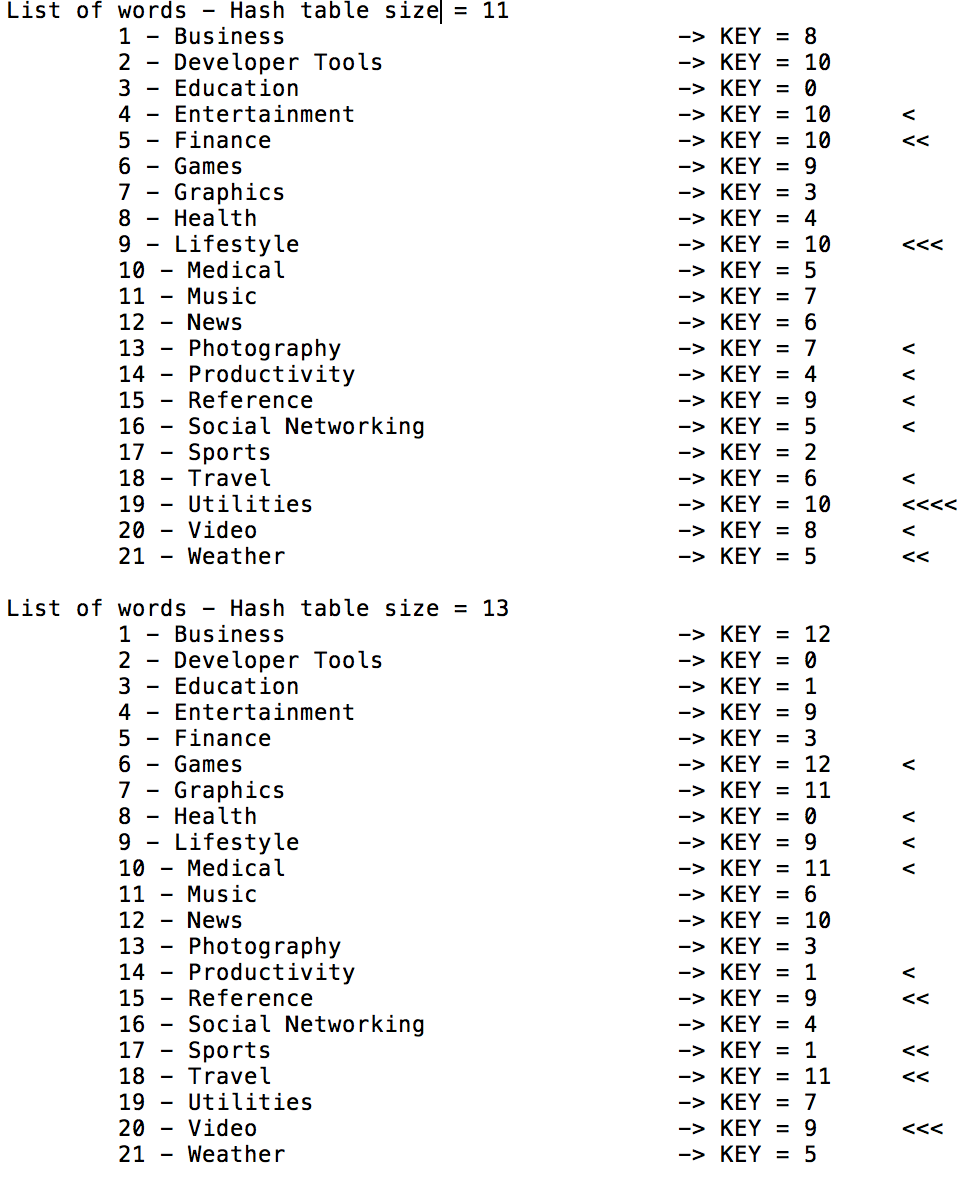 List of words - Hash table size = 11
1 - Business -> KEY = 8
2 - Developer Tools -> KEY = 10
3 - Education -> KEY = 0
4 - Entertainment -> KEY = 10 <
5 - Finance -> KEY = 10 <<
6 - Games -> KEY = 9
7 - Graphics -> KEY = 3
8 - Health -> KEY = 4
9 - Lifestyle -> KEY = 10 <<<
10 - Medical -> KEY = 5
11 - Music -> KEY = 7
12 - News -> KEY = 6
13 - Photography -> KEY = 7 <
14 - Productivity -> KEY = 4 <
15 - Reference -> KEY = 9 <
16 - Social Networking -> KEY = 5 <
17 - Sports -> KEY = 2
18 - Travel -> KEY = 6 <
19 - Utilities -> KEY = 10 <<<<
20 - Video -> KEY = 8 <
21 - Weather -> KEY = 5 <<
List of words - Hash table size = 13
1 - Business -> KEY = 12
2 - Developer Tools -> KEY = 0
3 - Education -> KEY = 1
4 - Entertainment -> KEY = 9
5 - Finance -> KEY = 3
6 - Games -> KEY = 12 <
7 - Graphics -> KEY = 11
8 - Health -> KEY = 0 <
9 - Lifestyle -> KEY = 9 <
10 - Medical -> KEY = 11 <
11 - Music -> KEY = 6
12 - News -> KEY = 10
13 - Photography -> KEY = 3
14 - Productivity -> KEY = 1 <
15 - Reference -> KEY = 9 <<
16 - Social Networking -> KEY = 4
17 - Sports -> KEY = 1 <<
18 - Travel -> KEY = 11 <<
19 - Utilities -> KEY = 7
20 - Video -> KEY = 9 <<<
21 - Weather -> KEY = 5